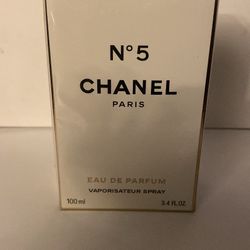 N°5
CHANEL
PARIS
EAU DE PARFUM
VAPORISATEUR SPRAY
100 ml 3.4 FL.OZ.